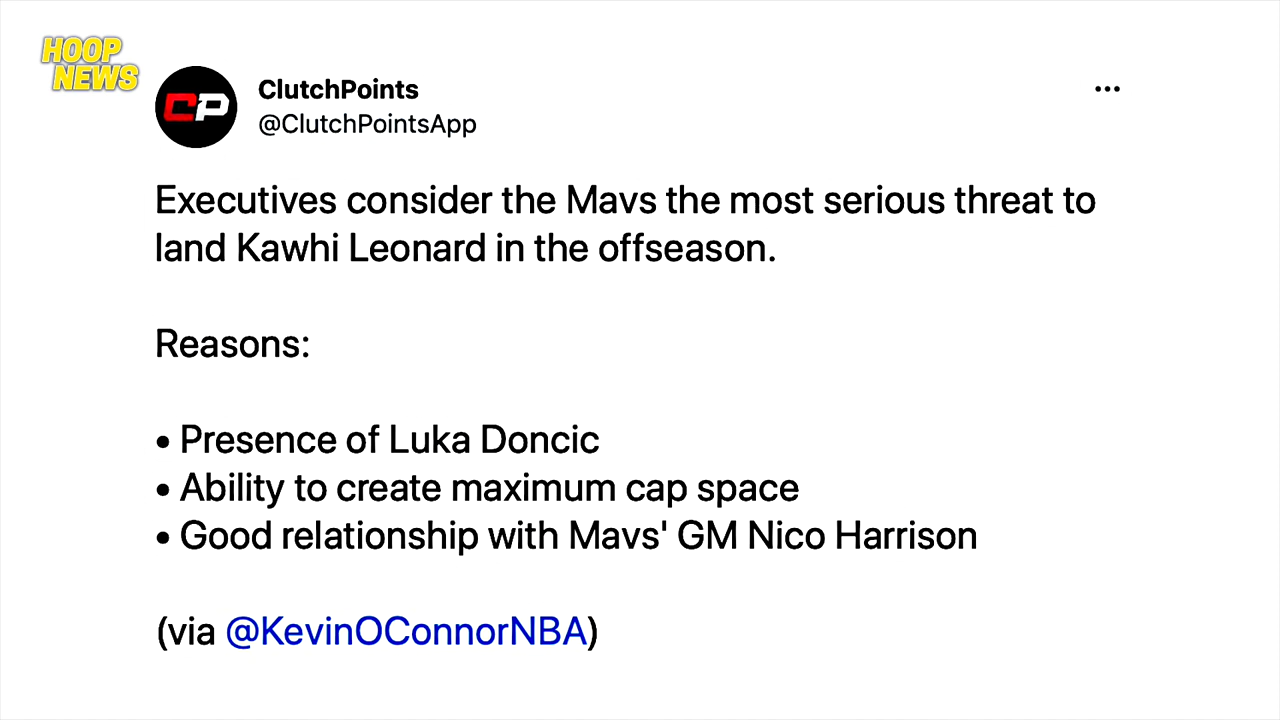 HOOP
NEWS
CP
ClutchPoints
@ClutchPointsApp
Executives consider the Mavs the most serious threat to
land Kawhi Leonard in the offseason.
Reasons:
• Presence of Luka Doncic
• Ability to create maximum cap space
• Good relationship with Mavs' GM Nico Harrison
(via @KevinOConnorNBA)